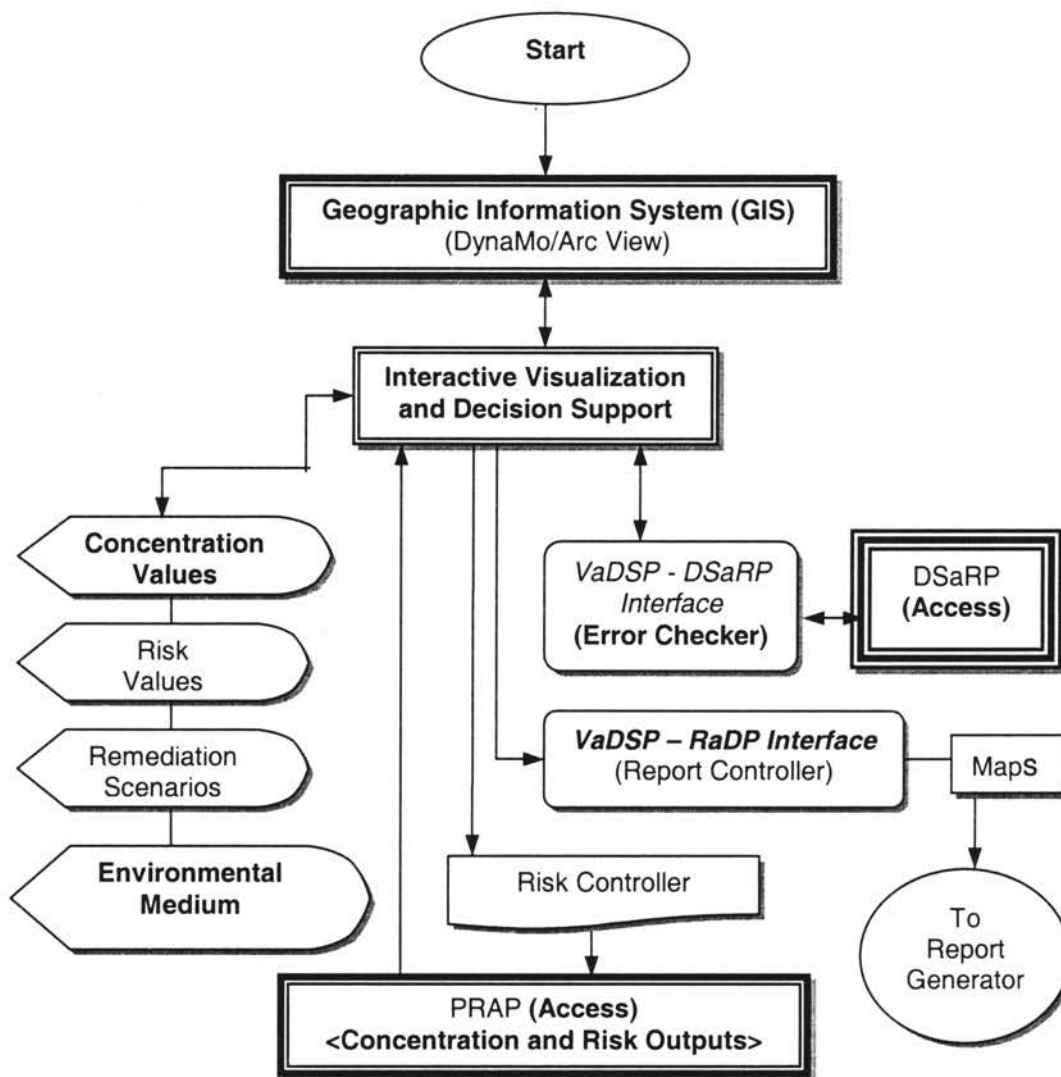 Start
Geographic Information System (GIS)
(DynaMo/Arc View)
Interactive Visualization
and Decision Support
Concentration
Values
Risk
Values
Remediation
Scenarios
Environmental
Medium
VaDSP - DSaRP
Interface
(Error Checker)
DSaRP
(Access)
VaDSP – RaDP Interface
(Report Controller)
Maps
Risk Controller
To
Report
Generator
PRAP (Access)
<Concentration and Risk Outputs>